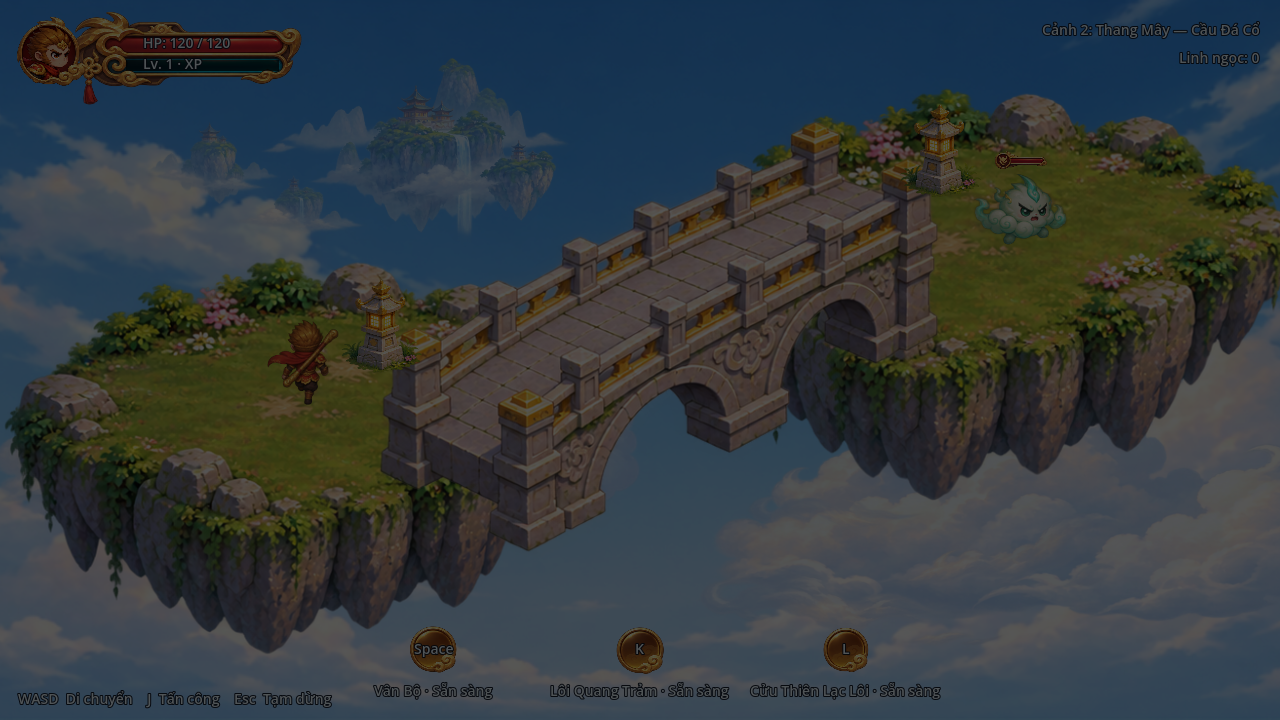 HP: 120 / 120
Lv. 1 · XP
Cảnh 2: Thang Mây — Cầu Đá Cổ
Linh ngọc: 0
Space
K
L
Vân Bộ · Sẵn sàng
Lôi Quang Trảm · Sẵn sàng
Cửu Thiên Lạc Lôi · Sẵn sàng
WASD Di chuyển J Tấn công Esc Tạm dừng